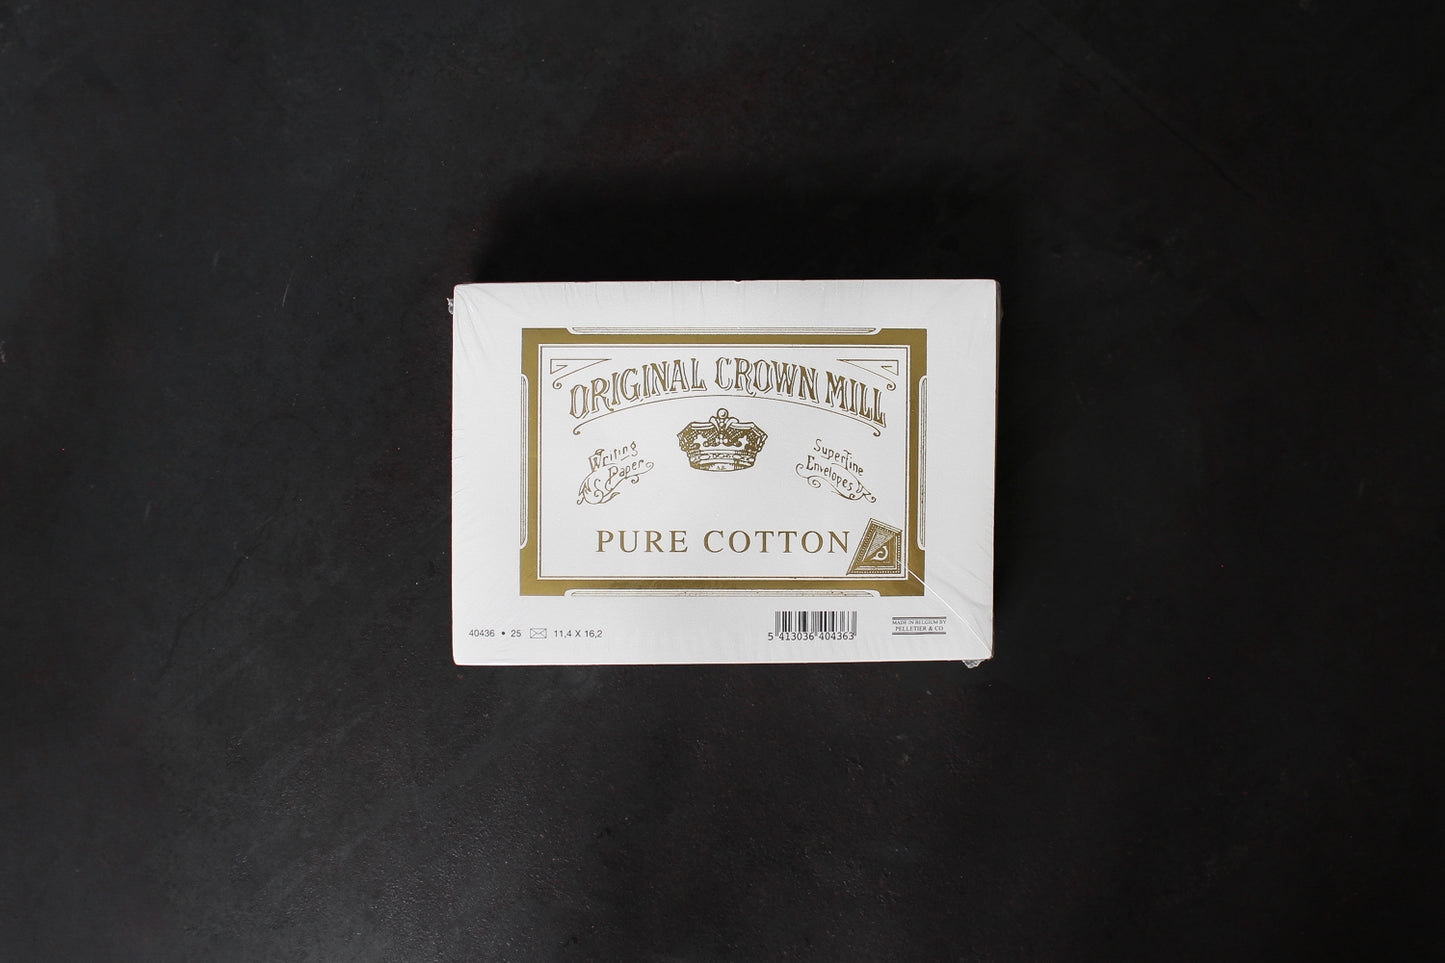 ORIGINAL CROWN MILL
Writing
Paper
Superfine
Envelopes
PURE COTTON
40436 • 25 11,4 X 16,2
5 413036 404363
MADE IN BELGIUM BY
PELLETIER & CO.